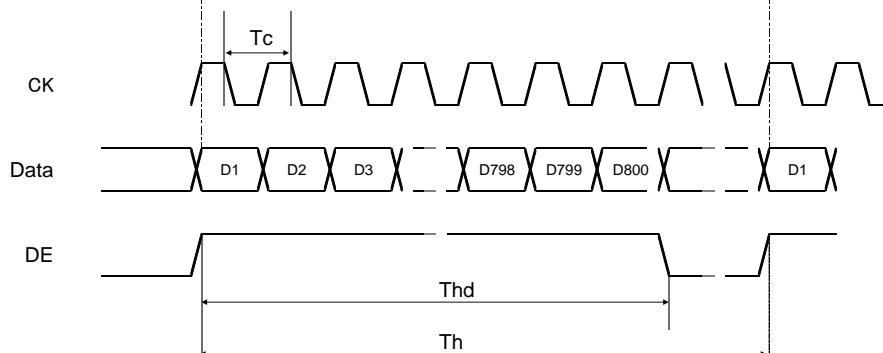 Tc
CK
Data
D1
D2
D3
D798
D799
D800
D1
DE
Thd
Th